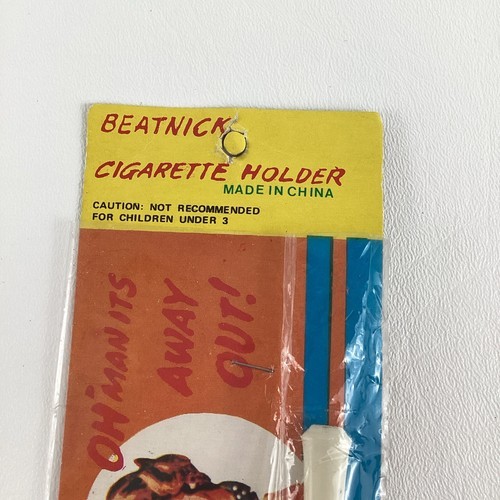 BEATNICK
CIGARETTE HOLDER
MADE IN CHINA
CAUTION: NOT RECOMMENDED
FOR CHILDREN UNDER 3
OH MAN ITS
AWAY
OUT!